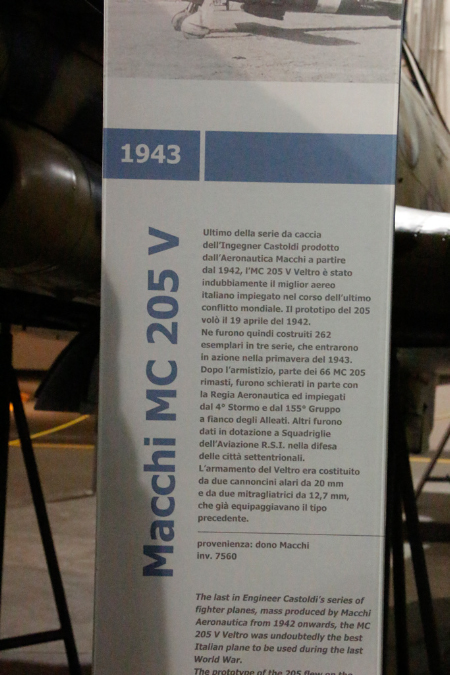 1943
Macchi MC 205 V
Ultimo della serie da caccia
dell'Ingegner Castoldi prodotto
dall'Aeronautica Macchi a partire
dal 1942, l'MC 205 V Veltro è stato
indubbiamente il miglior aereo
italiano impiegato nel corso dell'ultimo
conflitto mondiale. Il prototipo del 205
volò il 19 aprile del 1942.
Ne furono quindi costruiti 262
esemplari in tre serie, che entrarono
in azione nella primavera del 1943.
Dopo l'armistizio, parte dei 66 MC 205
rimasti, furono schierati in parte con
la Regia Aeronautica ed impiegati
dal 4° Stormo e dal 155° Gruppo
a fianco degli Alleati. Altri furono
dati in dotazione a Squadriglie
dell'Aviazione R.S.I. nella difesa
delle città settentrionali.
L'armamento del Veltro era costituito
da due cannoncini alari da 20 mm
e da due mitragliatrici da 12,7 mm,
che già equipaggiavano il tipo
precedente.
provenienza: dono Macchi
inv. 7560
The last in Engineer Castoldi's series of
fighter planes, mass produced by Macchi
Aeronautica from 1942 onwards, the MC
205 V Veltro was undoubtedly the best
Italian plane to be used during the last
World War.
The prototype of the 205 flew on the